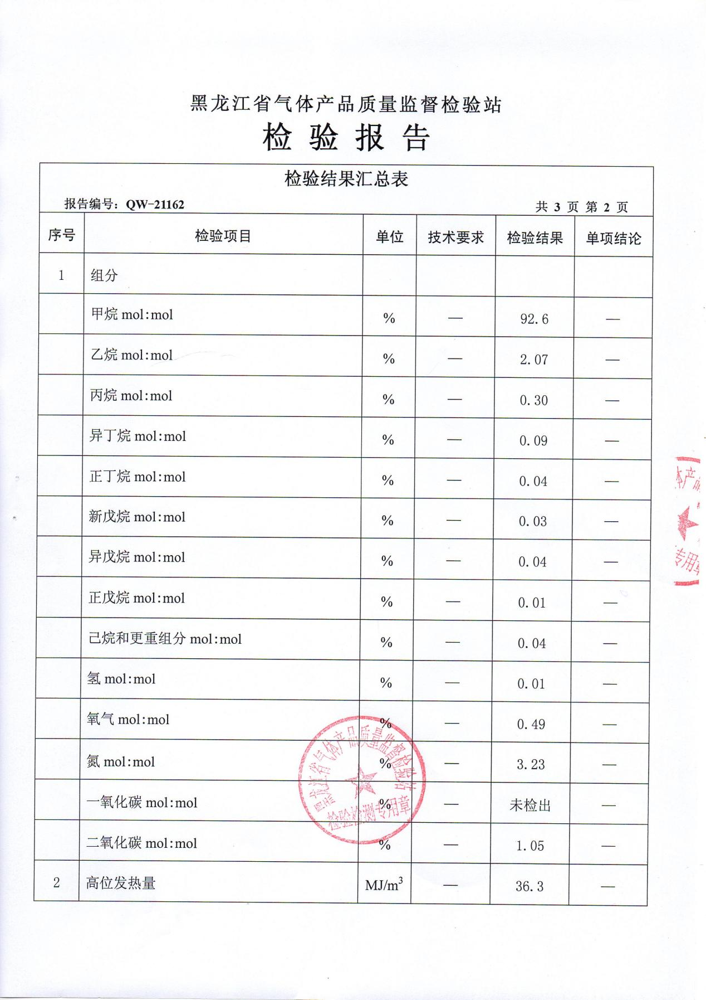 黑龙江省气体产品质量监督检验站
检验报告
检验结果汇总表
报告编号：QW-21162 共 3 页 第 2 页
序号 检验项目 单位 技术要求 检验结果 单项结论
1 组分
甲烷 mol:mol % — 92.6 —
乙烷 mol:mol % — 2.07 —
丙烷 mol:mol % — 0.30 —
异丁烷 mol:mol % — 0.09 —
正丁烷 mol:mol % — 0.04 —
新戊烷 mol:mol % — 0.03 —
异戊烷 mol:mol % — 0.04 —
正戊烷 mol:mol % — 0.01 —
己烷和更重组分 mol:mol % — 0.04 —
氢 mol:mol % — 0.01 —
氧气 mol:mol % — 0.49 —
氮 mol:mol % — 3.23 —
一氧化碳 mol:mol % — 未检出 —
二氧化碳 mol:mol % — 1.05 —
2 高位发热量 MJ/m³ — 36.3 —
黑龙江省气体产品质量监督检验站
检验检测专用章
体产品
专用章